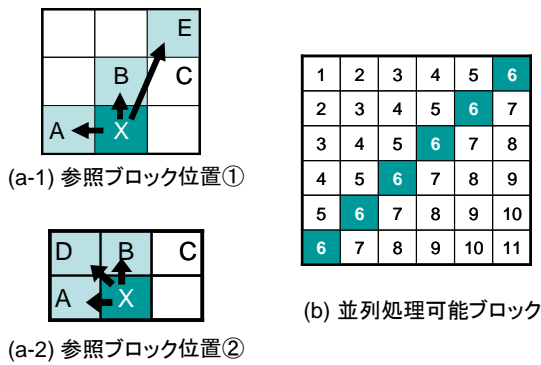 E
B C
A X
(a-1) 参照ブロック位置①
D B C
A X
(a-2) 参照ブロック位置②
1 2 3 4 5 6
2 3 4 5 6 7
3 4 5 6 7 8
4 5 6 7 8 9
5 6 7 8 9 10
6 7 8 9 10 11
(b) 並列処理可能ブロック